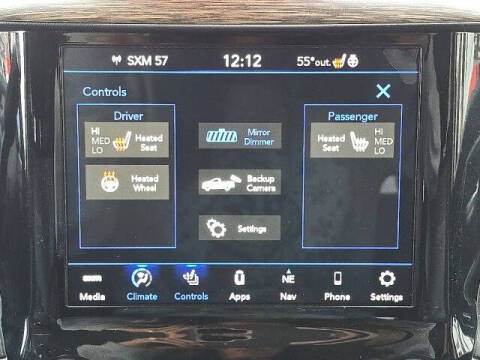 SXM 57 12:12 55°out.
Controls
Driver
HI
MED
LO
Heated
Seat
Heated
Wheel
Mirror
Dimmer
Backup
Camera
Settings
Passenger
Heated
Seat
HI
MED
LO
NE
Media Climate Controls Apps Nav Phone Settings